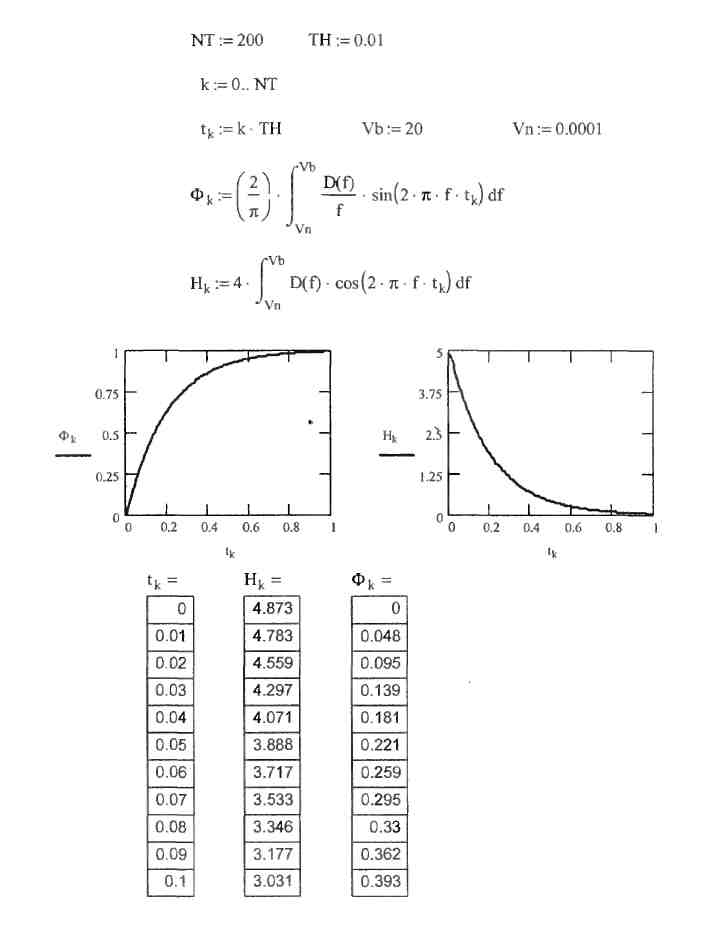 NT := 200 TH := 0.01
k := 0.. NT
t_k := k · TH Vb := 20 Vn := 0.0001
Φ_k := (2/π) · ∫_Vn^Vb D(f)/f · sin(2 · π · f · t_k) df
H_k := 4 · ∫_Vn^Vb D(f) · cos(2 · π · f · t_k) df
1
0.75
Φ_k 0.5
0.25
0
0 0.2 0.4 0.6 0.8 1
t_k
5
3.75
H_k 2.5
1.25
0
0 0.2 0.4 0.6 0.8 1
t_k
t_k = H_k = Φ_k =
0 4.873 0
0.01 4.783 0.048
0.02 4.559 0.095
0.03 4.297 0.139
0.04 4.071 0.181
0.05 3.888 0.221
0.06 3.717 0.259
0.07 3.533 0.295
0.08 3.346 0.33
0.09 3.177 0.362
0.1 3.031 0.393